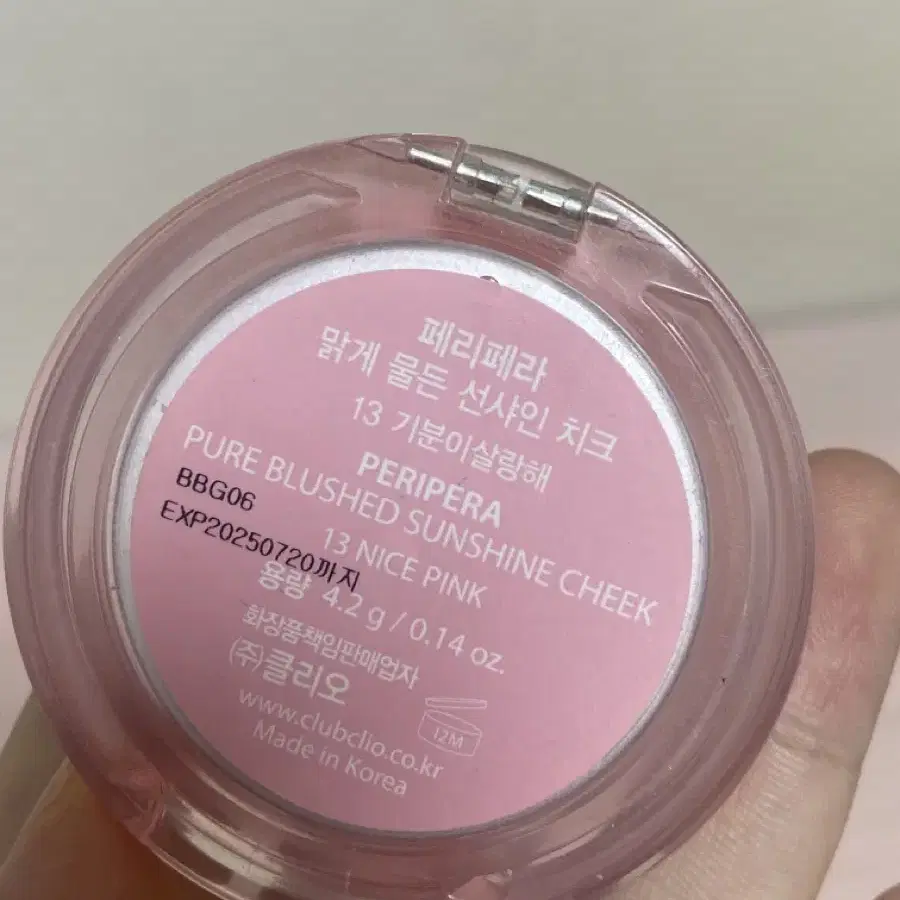 페리페라
맑게 물든 선샤인 치크
13 기분이살랑해
PERIPERA
PURE BLUSHED SUNSHINE CHEEK
13 NICE PINK
BBG06
EXP20250720까지
용량 4.2 g / 0.14 oz.
화장품책임판매업자
(주)클리오
www.clubclio.co.kr
Made in Korea
12M